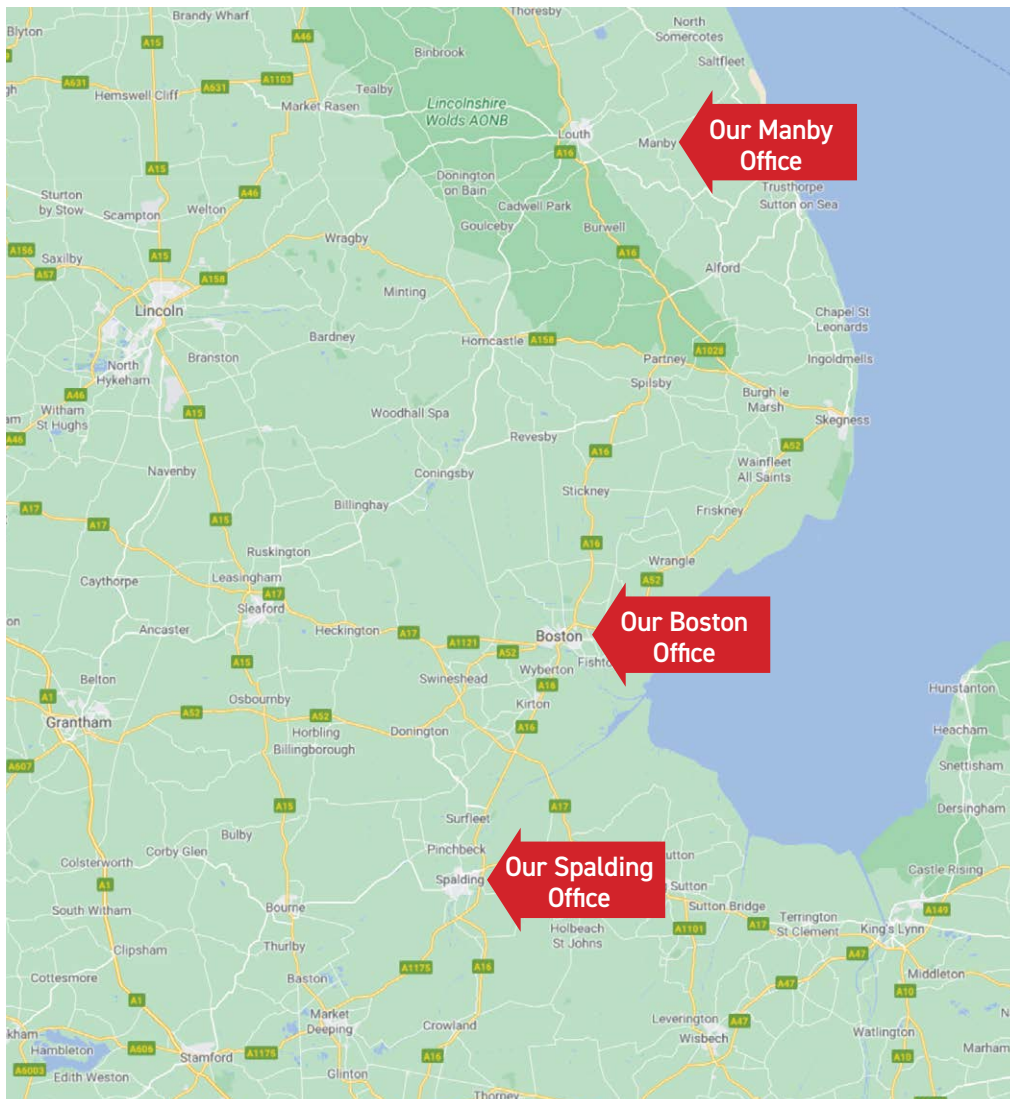 Brandy Wharf
Thoresby
North
Somercotes
Blyton
A15
A46
Binbrook
Saltfleet
A631
A631
A1103
Tealby
Hemswell Cliff
Market Rasen
Lincolnshire
Wolds AONB
Louth
Manby
Our Manby
Office
A16
A15
Donington
on Bain
Trusthorpe
Sutton on Sea
Sturton
by Stow
A46
Cadwell Park
Scampton
Welton
Goulceby
Burwell
Wragby
A156
Saxilby
A15
A16
A57
A158
Alford
Minting
Lincoln
Chapel St
Leonards
Bardney
Horncastle
A158
A1028
Branston
Partney
Ingoldmells
North
Hykeham
Spilsby
A46
Burgh le
Marsh
Witham
St Hughs
A15
Woodhall Spa
Skegness
A46
Revesby
A16
A52
Navenby
Coningsby
Wainfleet
All Saints
Stickney
Billinghay
A17
A17
A15
Friskney
A16
Ruskington
Wrangle
Caythorpe
Leasingham
A52
A17
Sleaford
Our Boston
Office
Ancaster
Heckington
A17
A1121
Boston
A52
A15
Wyberton
Belton
Swineshead
A16
A1
Osbournby
Kirton
Hunstanton
Grantham
A52
A52
A16
Horbling
Billingborough
Donington
Heacham
A607
Snettisham
A15
A17
Dersingham
Surfleet
Bulby
Corby Glen
Pinchbeck
Colsterworth
Our Spalding
Office
Spalding
Castle Rising
A1
Sutton
South Witham
Bourne
Sutton Bridge
A149
Terrington
St Clement
A17
Holbeach
St Johns
A1101
King's Lynn
Clipsham
Thurlby
A47
A1175
A16
Middleton
Cottesmore
Baston
A47
A10
A1
Market
Deeping
Crowland
Leverington
A47
Wisbech
Watlington
Hambleton
A606
Stamford
A1175
A16
A10
A6003
Edith Weston
Glinton
Thorney